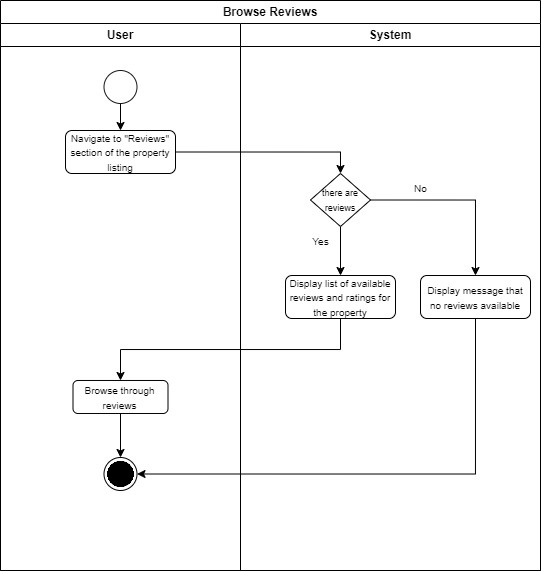 Browse Reviews
User
System
Navigate to "Reviews"
section of the property
listing
there are
reviews
No
Yes
Display list of available
reviews and ratings for
the property
Display message that
no reviews available
Browse through
reviews